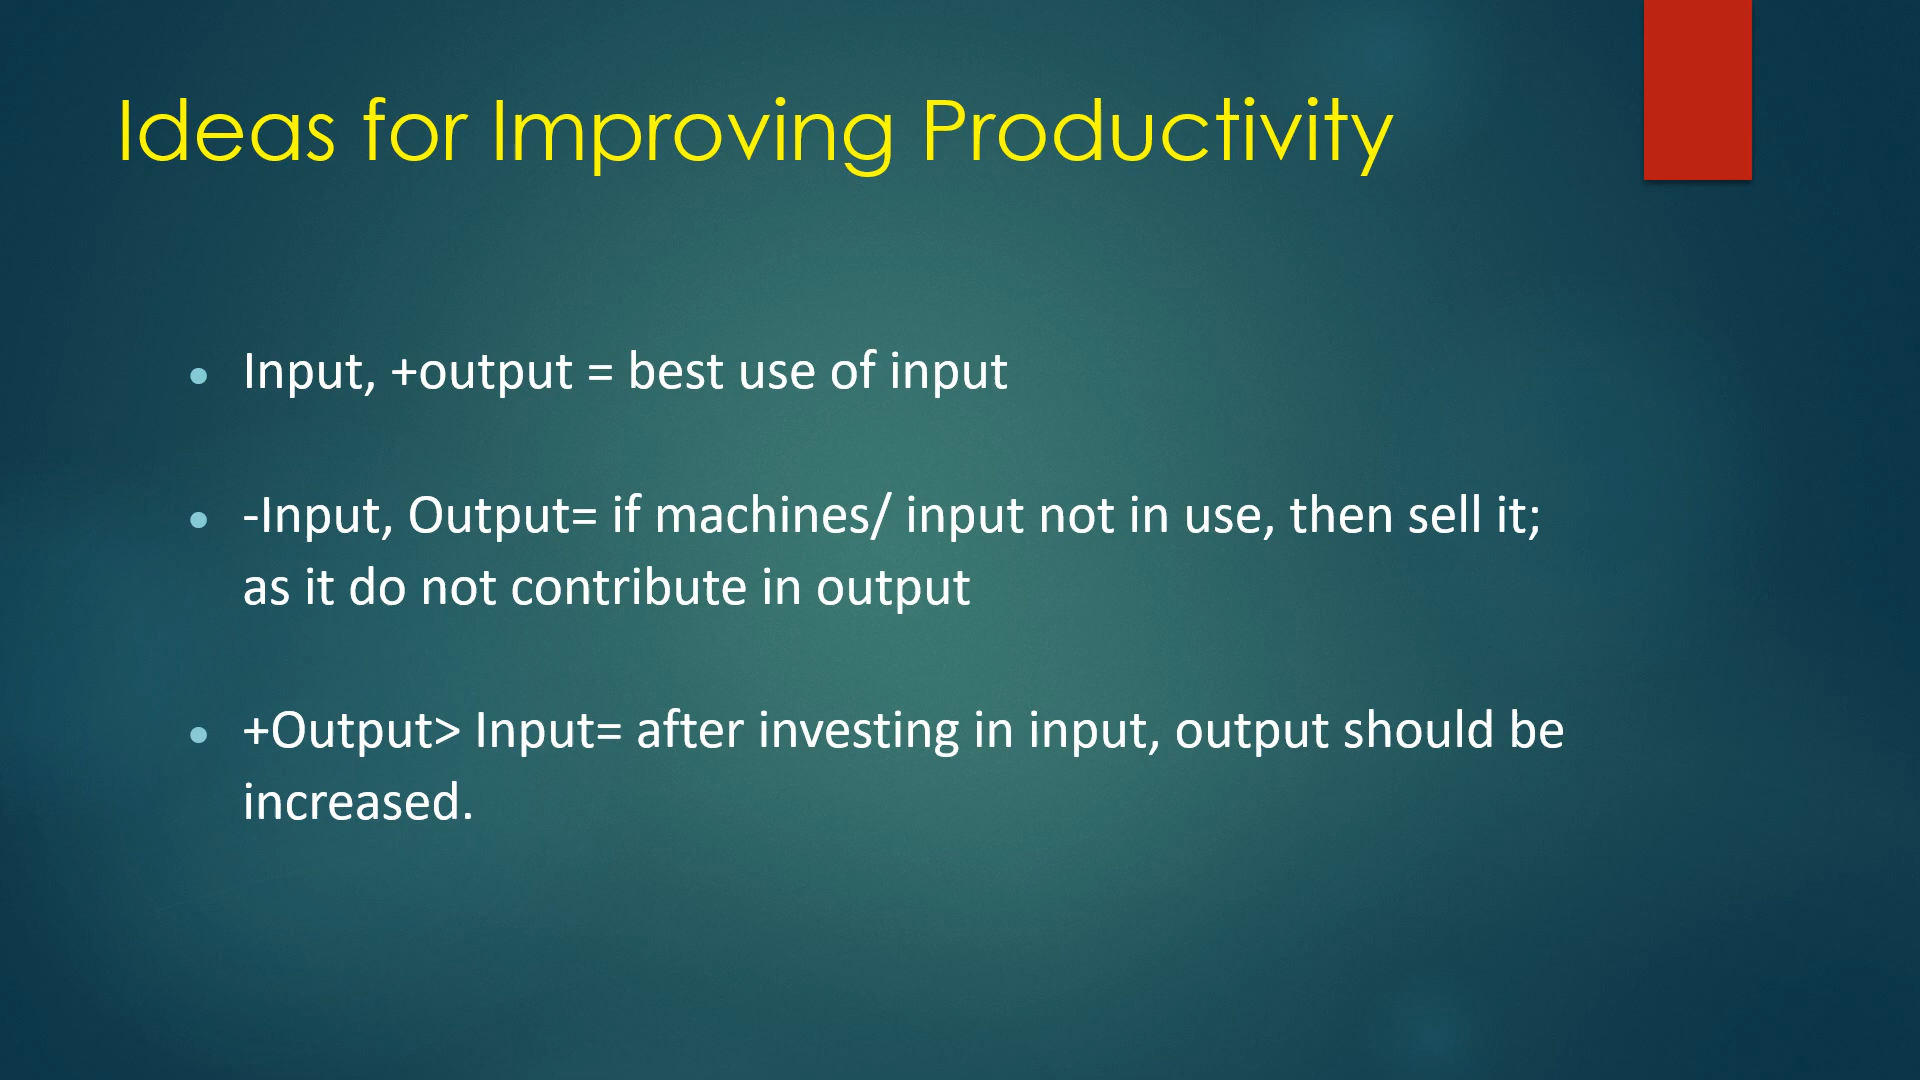 Ideas for Improving Productivity
• Input, +output = best use of input
• -Input, Output= if machines/ input not in use, then sell it;
as it do not contribute in output
• +Output> Input= after investing in input, output should be
increased.